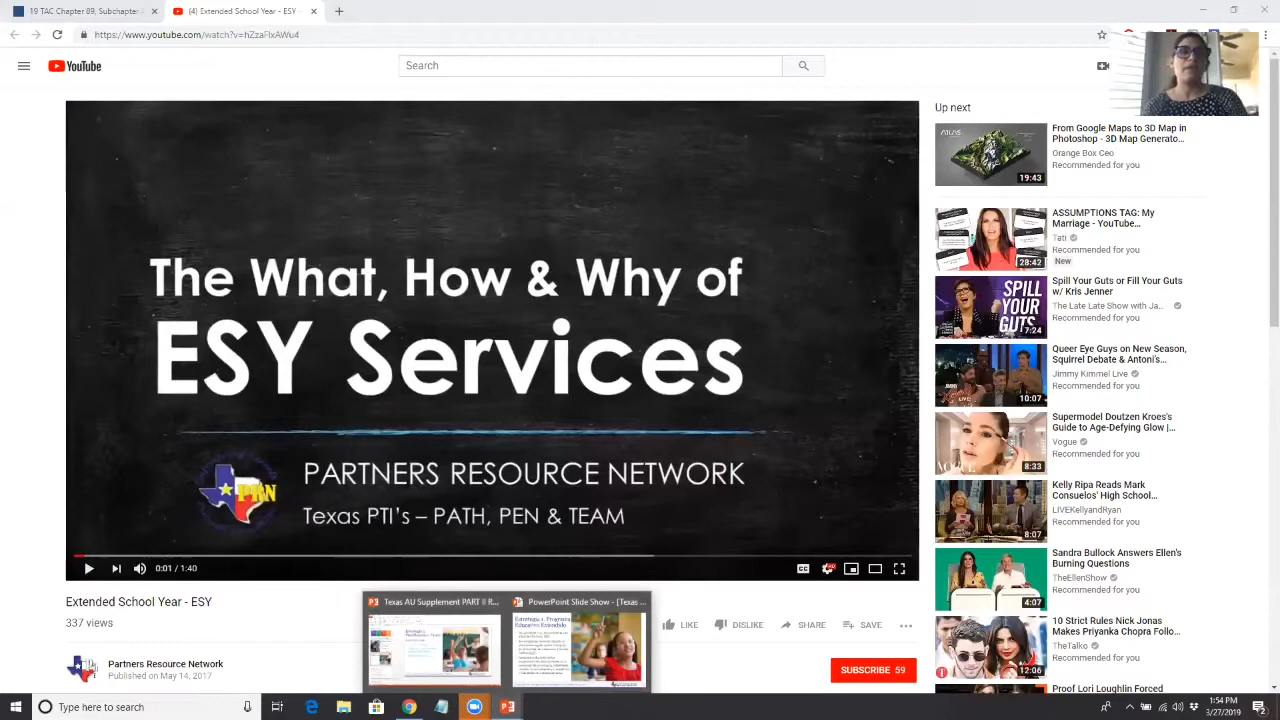 19 TAC Chapter 89, Subchapter
(4) Extended School Year - ESY -
https://www.youtube.com/watch?v=hZzaFIxAWu4
YouTube
Search
The What, How & Why of
ESY Services
PARTNERS RESOURCE NETWORK
Texas PTI's – PATH, PEN & TEAM
PRN
0:01 / 1:40
CC
Extended School Year - ESY
337 views
LIKE
DISLIKE
SHARE
SAVE
Partners Resource Network
on May 14, 2017
SUBSCRIBE 59
Texas AU Supplement PART II R...
PowerPoint Slide Show - [Texas ...
Up next
From Google Maps to 3D Map in
Photoshop - 3D Map Generato...
Orange Box Ceo
Recommended for you
ATLAS
19:43
ASSUMPTIONS TAG: My
Marriage - YouTube...
Tati
Recommended for you
New
28:42
Spill Your Guts or Fill Your Guts
w/ Kris Jenner
The Late Late Show with Ja...
Recommended for you
SPILL
YOUR
GUTS
7:24
Queer Eye Guys on New Season,
Squirrel Debate & Antoni's...
Jimmy Kimmel Live
Recommended for you
10:07
Supermodel Doutzen Kroes's
Guide to Age-Defying Glow |...
Vogue
Recommended for you
VOGUE
8:33
Kelly Ripa Reads Mark
Consuelos' High School...
LIVEKellyandRyan
Recommended for you
8:07
Sandra Bullock Answers Ellen's
Burning Questions
TheEllenShow
Recommended for you
4:07
10 Strict Rules Nick Jonas
Makes Priyanka Chopra Follo...
TheTalko
Recommended for you
12:06
Proof Lori Loughlin Forced
Type here to search
1:54 PM
3/27/2019